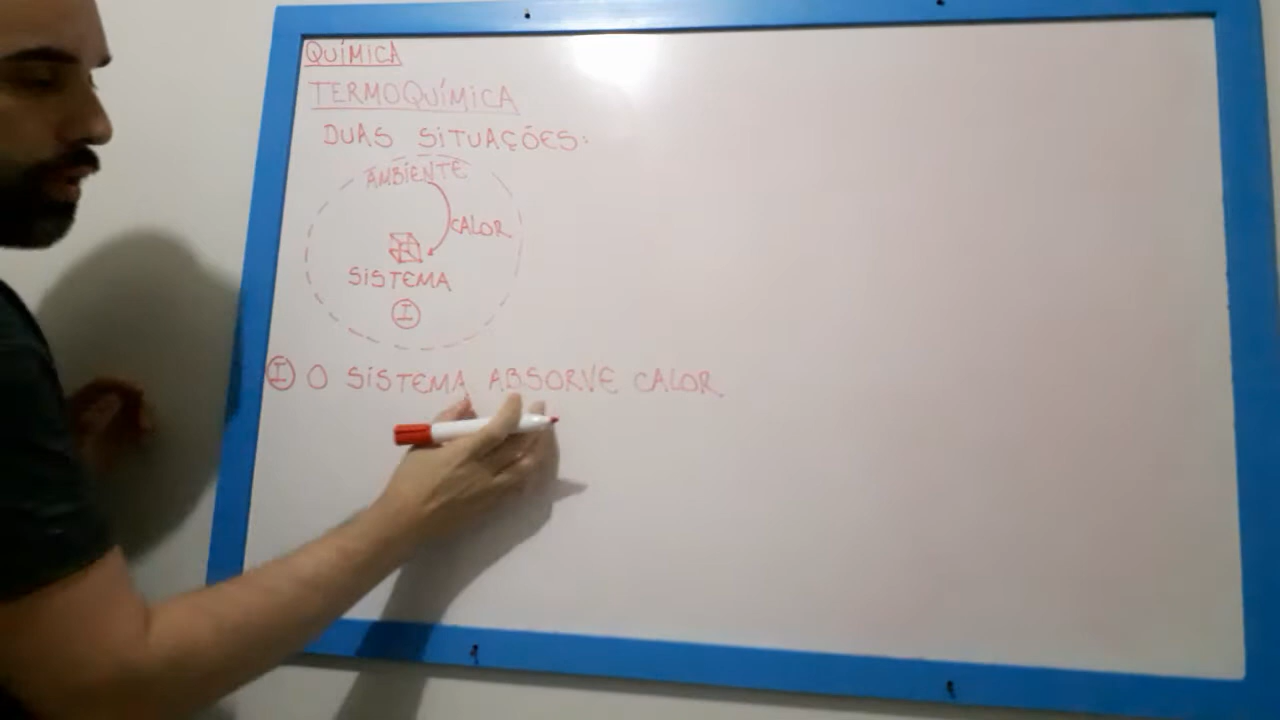 QUÍMICA
TERMOQUÍMICA
DUAS SITUAÇÕES:
AMBIENTE
CALOR
SISTEMA
I
I O SISTEMA ABSORVE CALOR